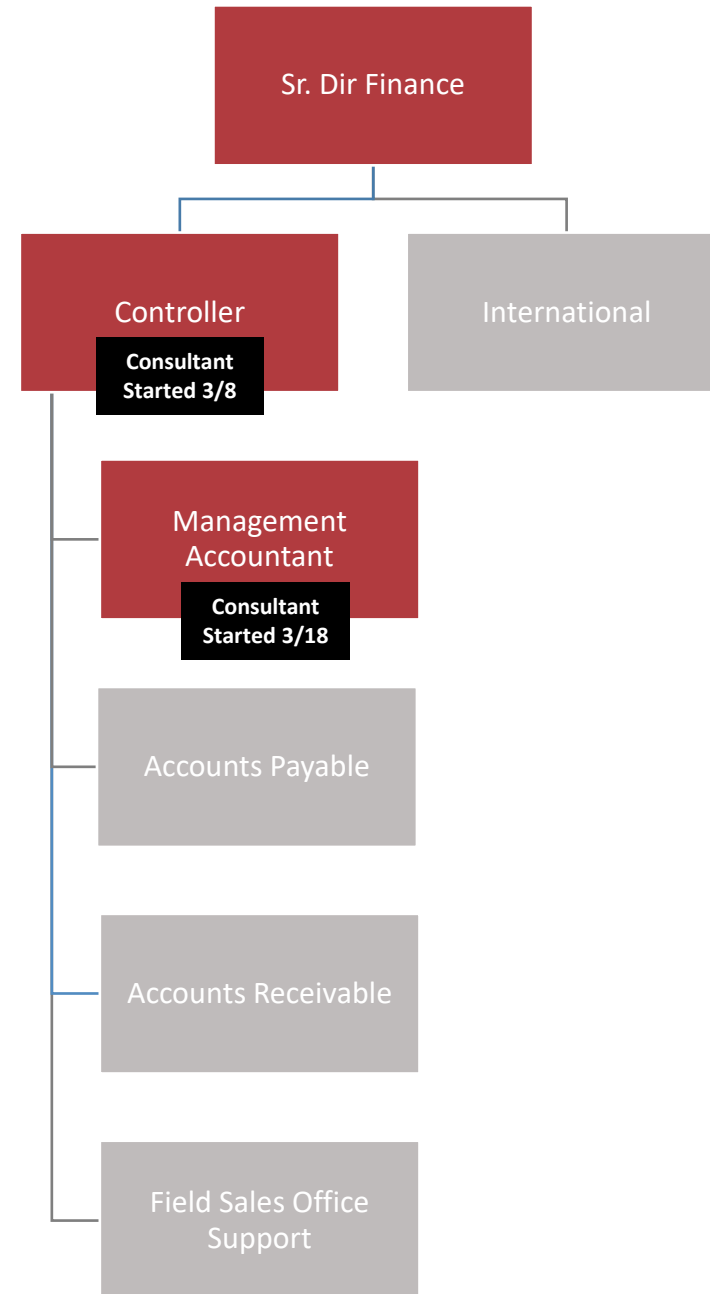 Sr. Dir Finance
Controller
Consultant
Started 3/8
International
Management
Accountant
Consultant
Started 3/18
Accounts Payable
Accounts Receivable
Field Sales Office
Support